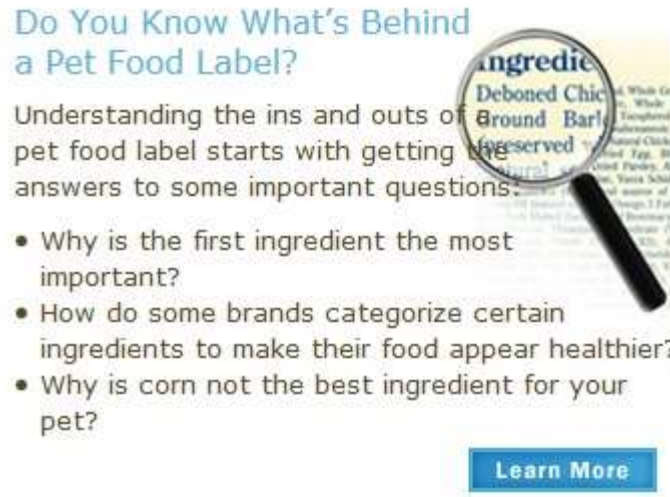 Do You Know What's Behind
a Pet Food Label?
Understanding the ins and outs of a
pet food label starts with getting the
answers to some important questions:
• Why is the first ingredient the most
important?
• How do some brands categorize certain
ingredients to make their food appear healthier?
• Why is corn not the best ingredient for your
pet?
Ingredie
Deboned Chic
Ground Barl
(preserved
Learn More